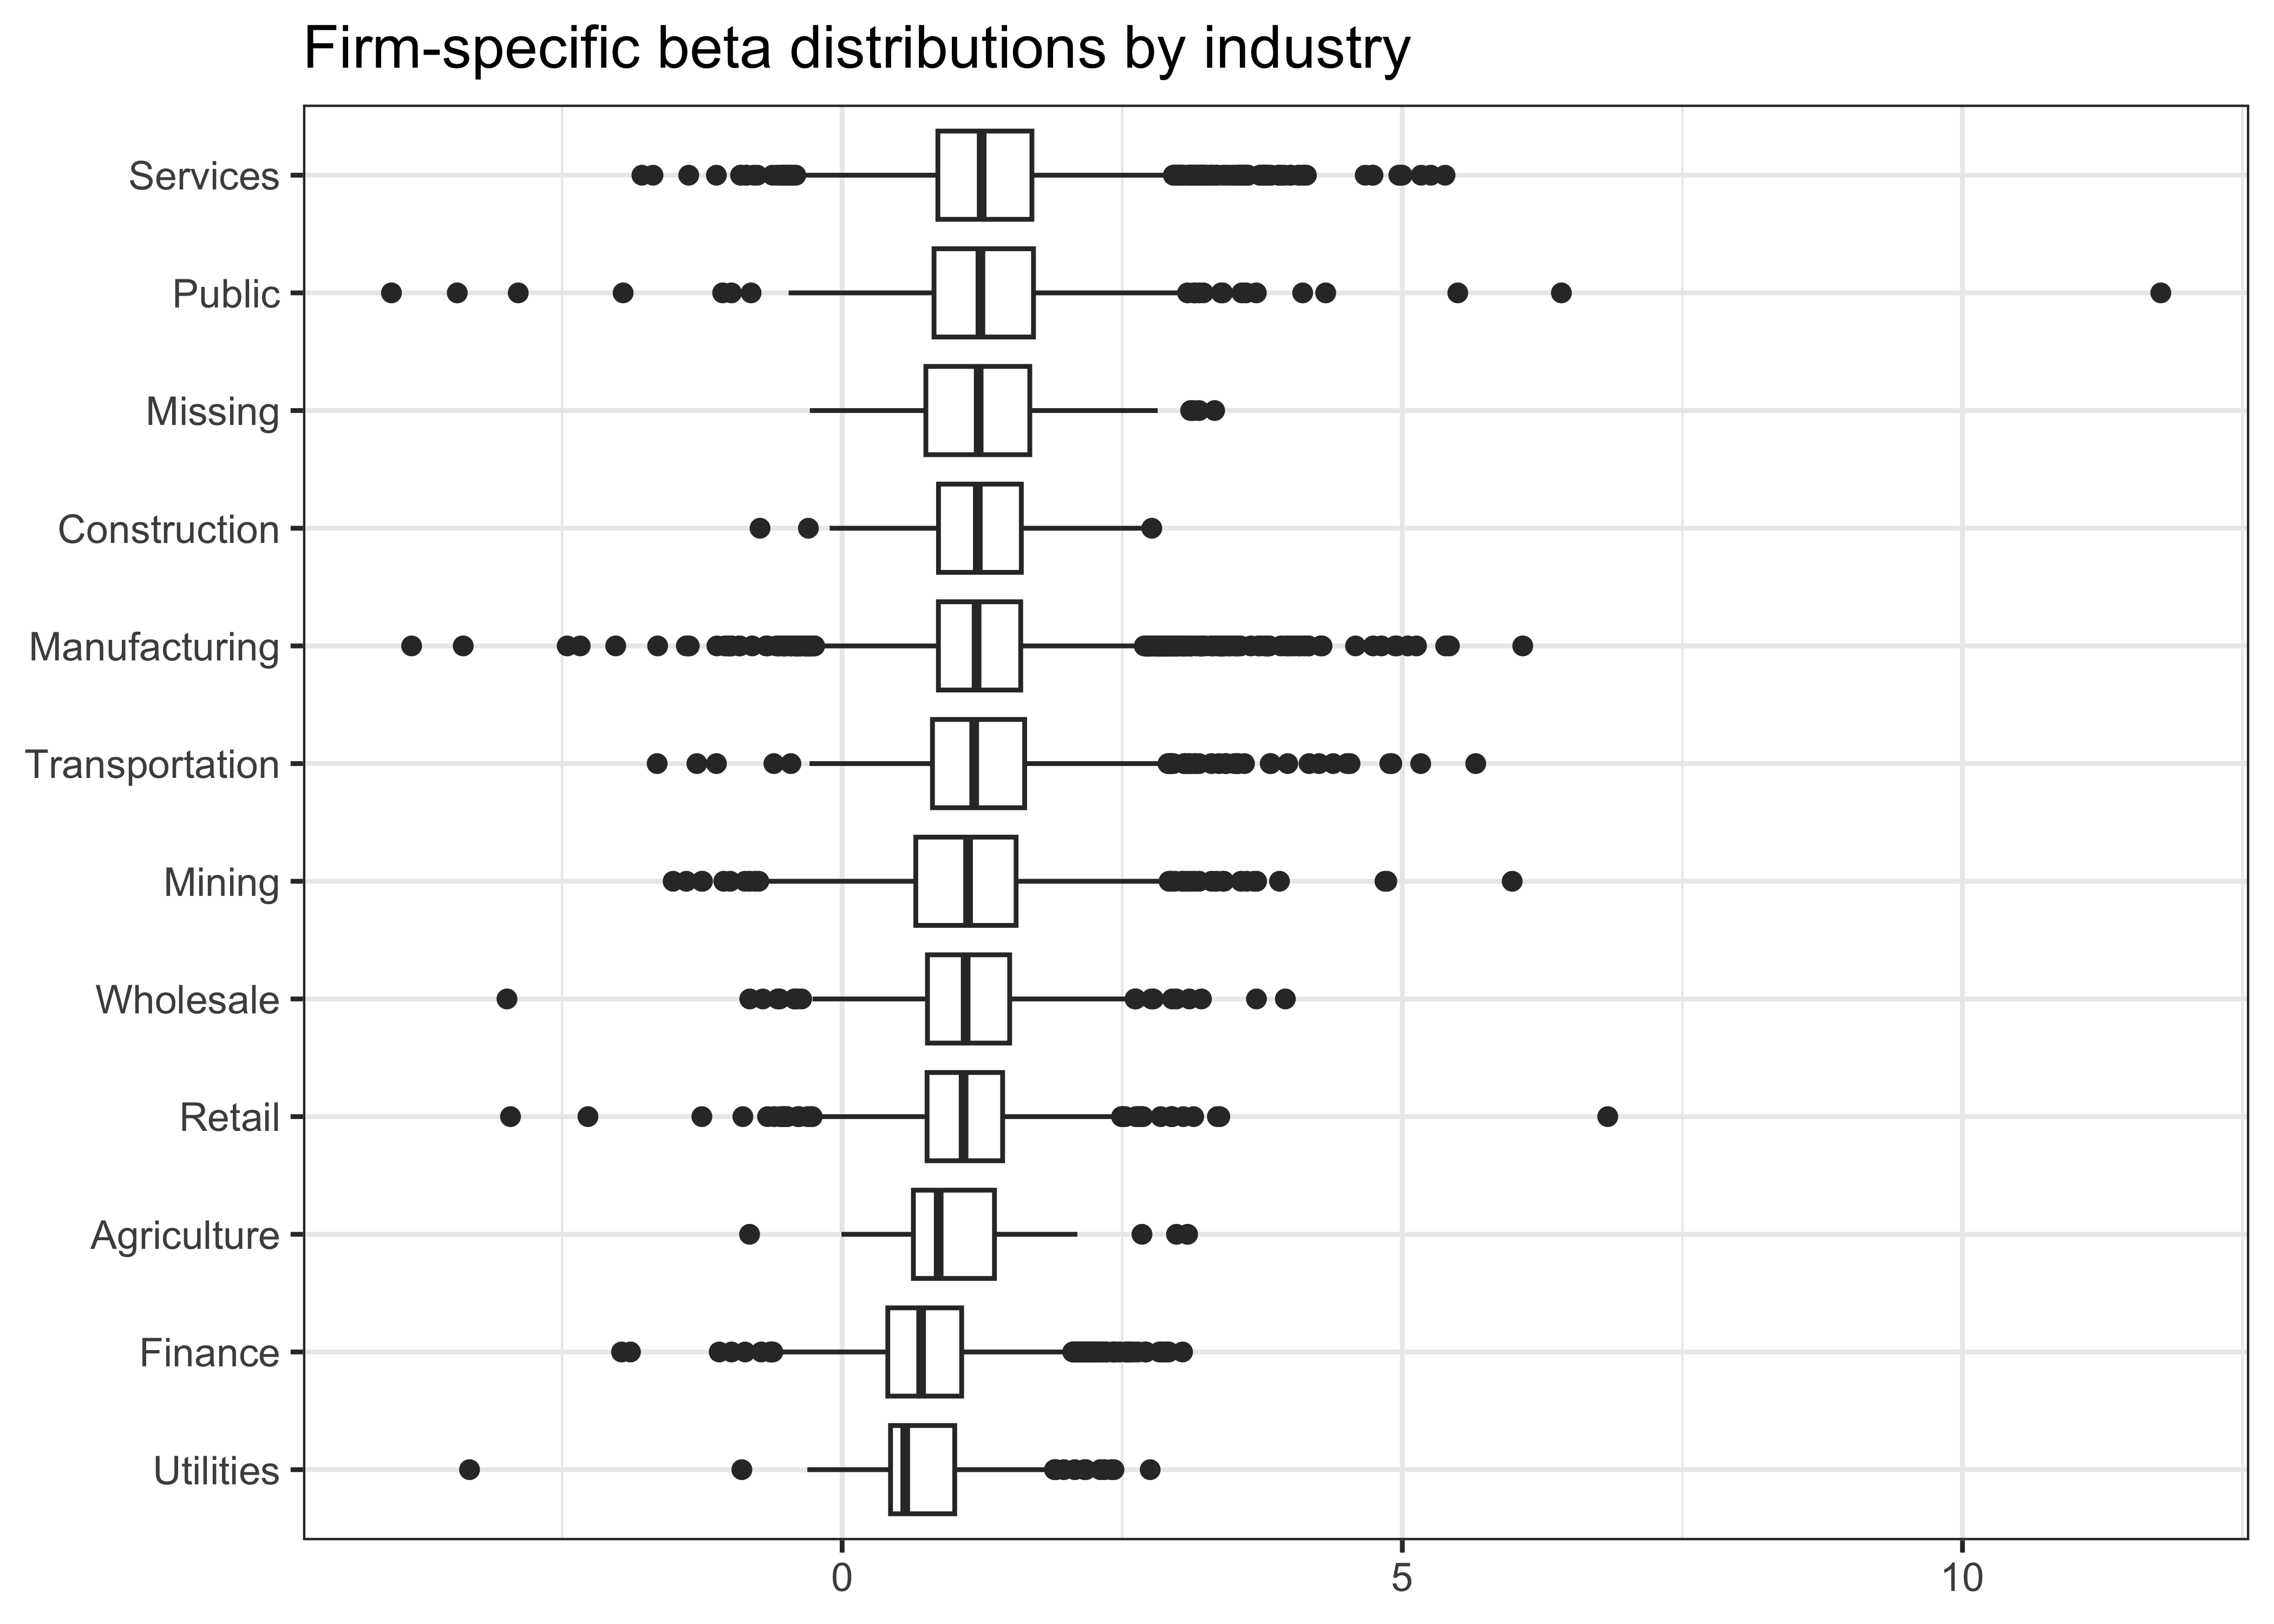 Firm-specific beta distributions by industry
Services
Public
Missing
Construction
Manufacturing
Transportation
Mining
Wholesale
Retail
Agriculture
Finance
Utilities
0 5 10